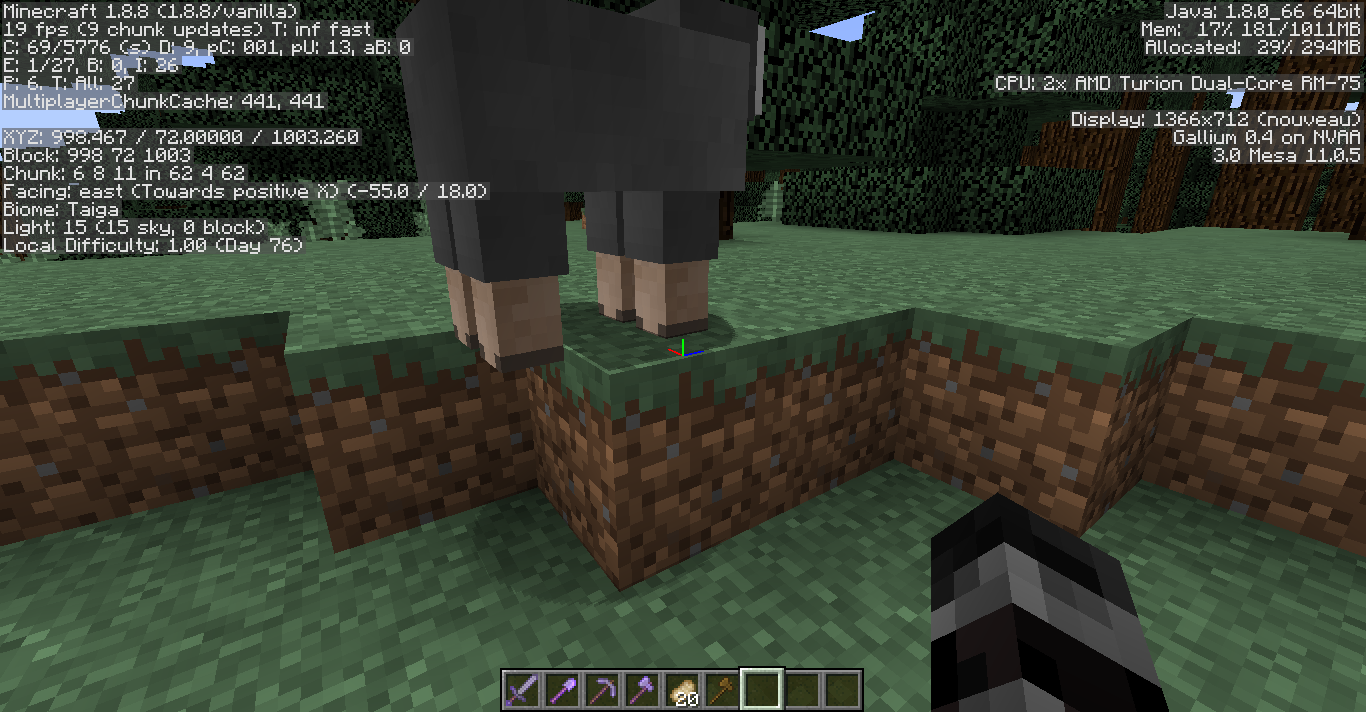 Minecraft 1.8.8 (1.8.8/vanilla)
19 fps (9 chunk updates) T: inf fast
C: 69/5776 (s) D: 9, pC: 001, pU: 13, aB: 0
E: 1/27, B: 0, I: 26
P: 6. T: All: 27
MultiplayerChunkCache: 441, 441
XYZ: 998.467 / 72.00000 / 1003.260
Block: 998 72 1003
Chunk: 6 8 11 in 62 4 62
Facing: east (Towards positive X) (-55.0 / 18.0)
Biome: Taiga
Light: 15 (15 sky, 0 block)
Local Difficulty: 1.00 (Day 76)
Java: 1.8.0_66 64bit
Mem: 17% 181/1011MB
Allocated: 29% 294MB
CPU: 2x AMD Turion Dual-Core RM-75
Display: 1366x712 (nouveau)
Gallium 0.4 on NVAA
3.0 Mesa 11.0.5
20